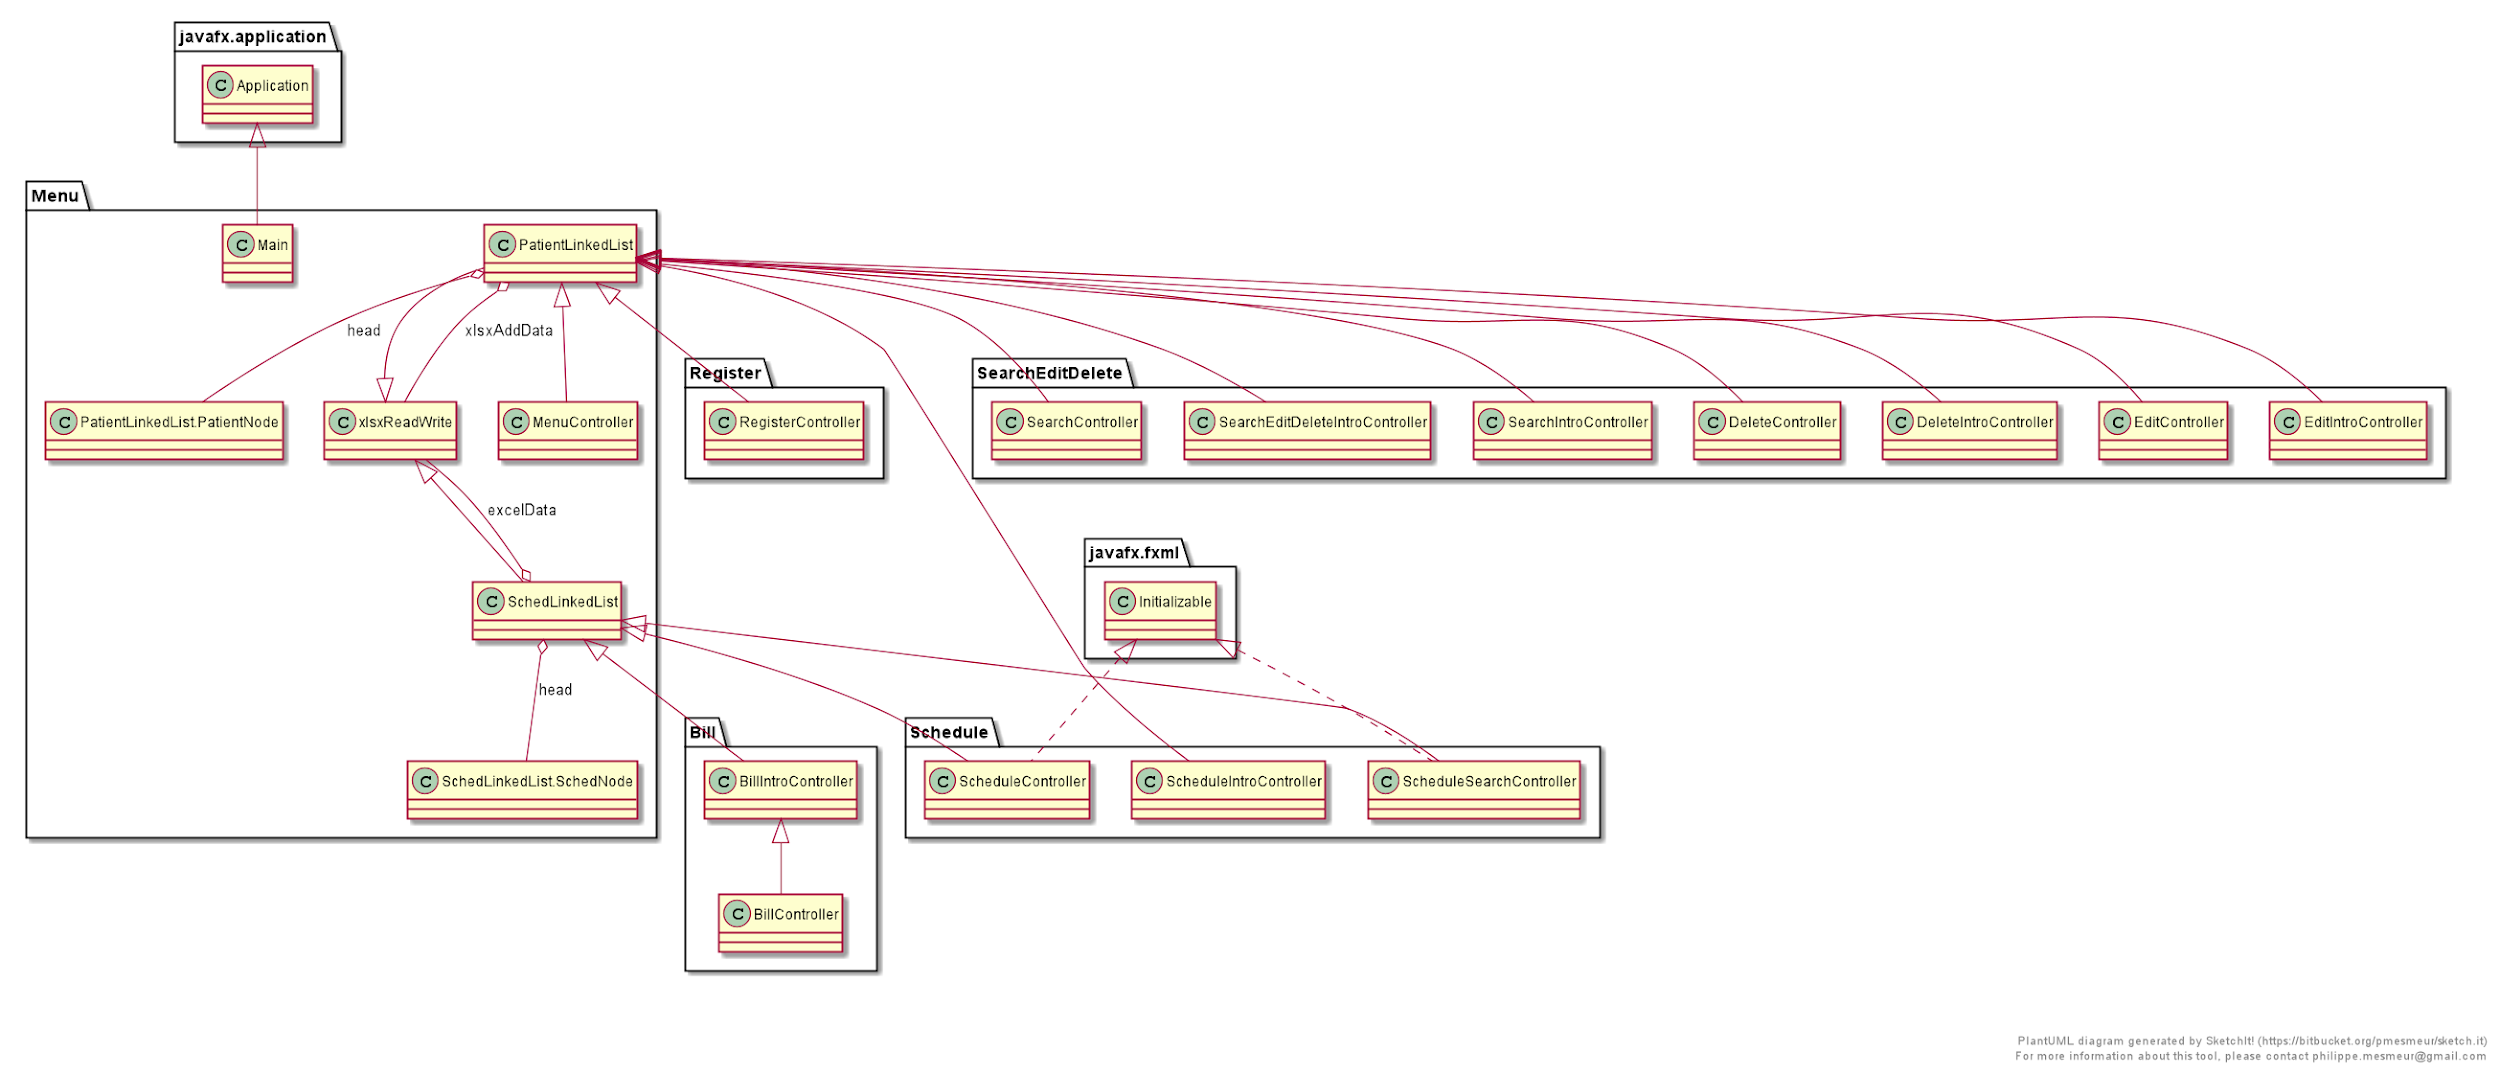 javafx.application
C Application
Menu
C Main
C PatientLinkedList
head
xlsxAddData
Register
SearchEditDelete
C PatientLinkedList.PatientNode
C xlsxReadWrite
C MenuController
C RegisterController
C SearchController
C SearchEditDeleteIntroController
C SearchIntroController
C DeleteController
C DeleteIntroController
C EditController
C EditIntroController
excelData
javafx.fxml
C SchedLinkedList
C Initializable
head
Bill
Schedule
C SchedLinkedList.SchedNode
C BillIntroController
C ScheduleController
C ScheduleIntroController
C ScheduleSearchController
C BillController
PlantUML diagram generated by SketchIt! (https://bitbucket.org/pmesmeur/sketch.it)
For more information about this tool, please contact philippe.mesmeur@gmail.com